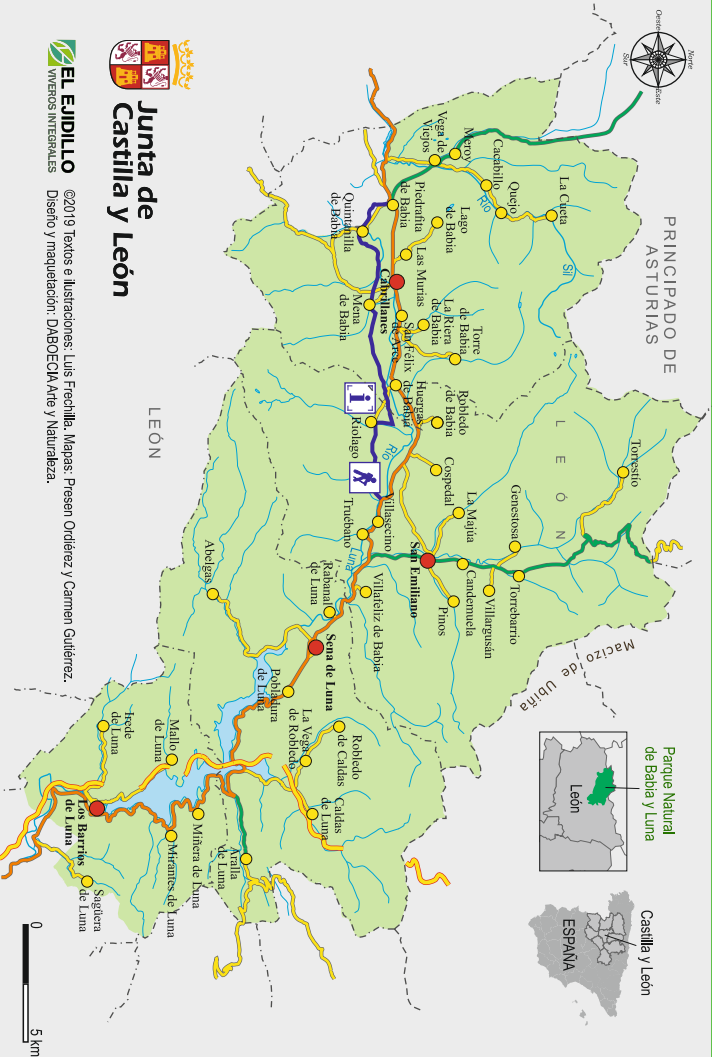 Norte
Sur
Este
Oeste
PRINCIPADO DE
ASTURIAS
Parque Natural
de Babia y Luna
León
Castilla y León
ESPAÑA
Macizo de Ubiña
L E Ó N
La Cueta
Sil
Quejo
Río
Cacabillo
Meroy
Vega de
Viejos
Lago
de Babia
Piedrafita
de Babia
Las Murias
Quintanilla
de Babia
Cabrillanes
Mena
de Babia
La Riera
de Babia
Torre
de Babia
San Félix
de Arce
Huergas
de Babia
Robledo
de Babia
Riolago
i
Río
Cospedal
La Majúa
Torrestío
Genestosa
Torrebarrio
Villargusán
Candemuela
Pinos
San Emiliano
Villasecino
Truébano
Luna
Villafeliz de Babia
Rabanal
de Luna
Abelgas
Sena de Luna
Pobladura
de Luna
La Vega
de Robledo
Robledo
de Caldas
Caldas
de Luna
Aralla
de Luna
Mallo
de Luna
Irede
de Luna
Miñera de Luna
Mirantes de Luna
Los Barrios
de Luna
Sagüera
de Luna
LEÓN
0
5 km
Junta de
Castilla y León
EL EJIDILLO
VIVEROS INTEGRALES
©2019 Textos e ilustraciones: Luis Frechilla. Mapas: Presen Ordiérez y Carmen Gutiérrez.
Diseño y maquetación: DABOECIA Arte y Naturaleza.